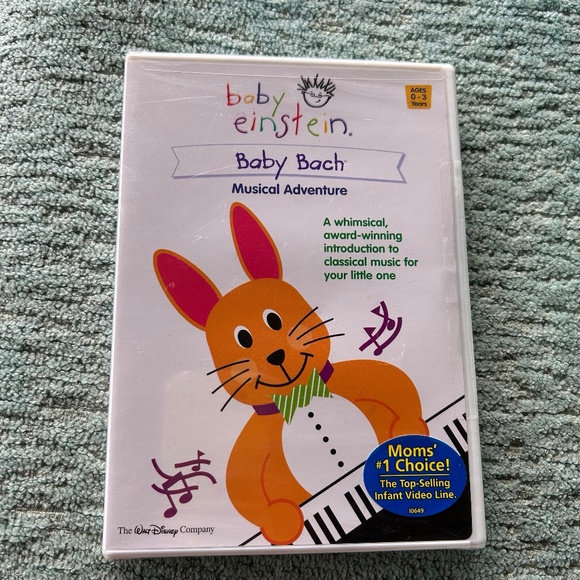 baby
einstein®
AGES
0-3
Years
Baby Bach™
Musical Adventure
A whimsical,
award-winning
introduction to
classical music for
your little one
Moms'
#1 Choice!
The Top-Selling
Infant Video Line.
10649
The Walt Disney Company